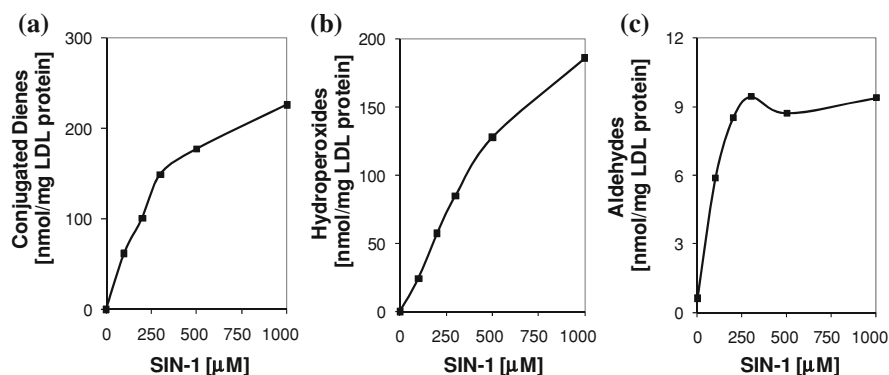 (a)
Conjugated Dienes
[nmol/mg LDL protein]
300
200
100
0
0 250 500 750 1000
SIN-1 [µM]
(b)
Hydroperoxides
[nmol/mg LDL protein]
200
150
100
50
0
0 250 500 750 1000
SIN-1 [µM]
(c)
Aldehydes
[nmol/mg LDL protein]
12
9
6
3
0
0 250 500 750 1000
SIN-1 [µM]